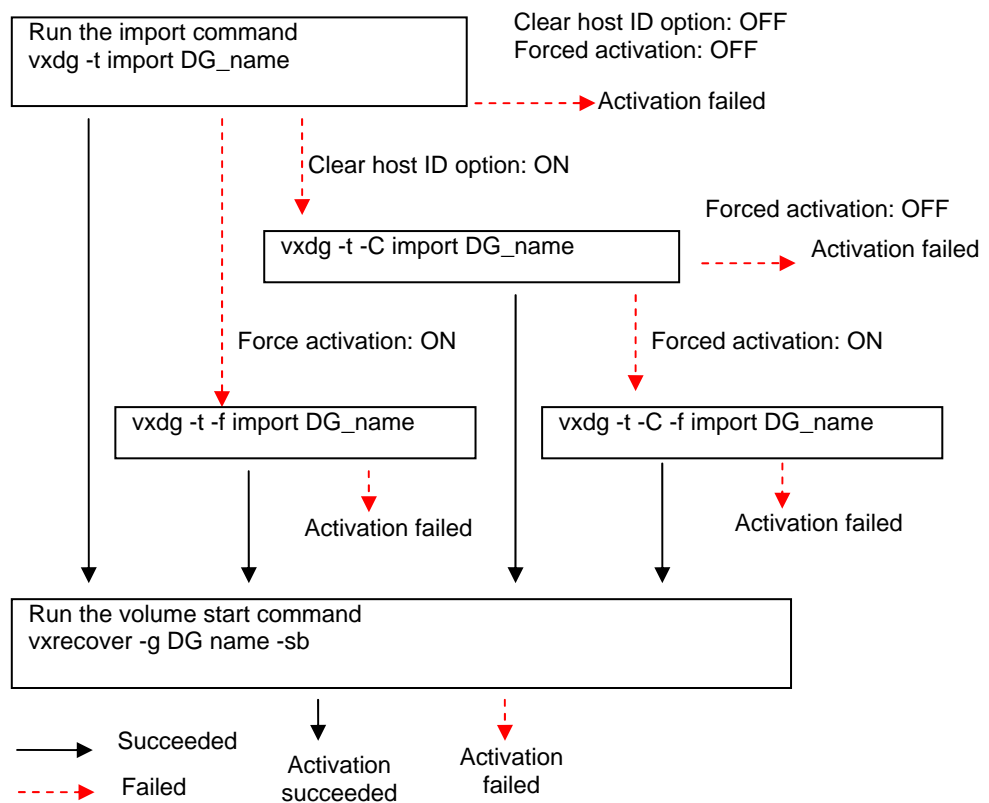 Run the import command
vxdg -t import DG_name
Clear host ID option: OFF
Forced activation: OFF
Activation failed
Clear host ID option: ON
Forced activation: OFF
vxdg -t -C import DG_name
Activation failed
Force activation: ON
Forced activation: ON
vxdg -t -f import DG_name
vxdg -t -C -f import DG_name
Activation failed
Activation failed
Run the volume start command
vxrecover -g DG name -sb
Succeeded
Failed
Activation
succeeded
Activation
failed